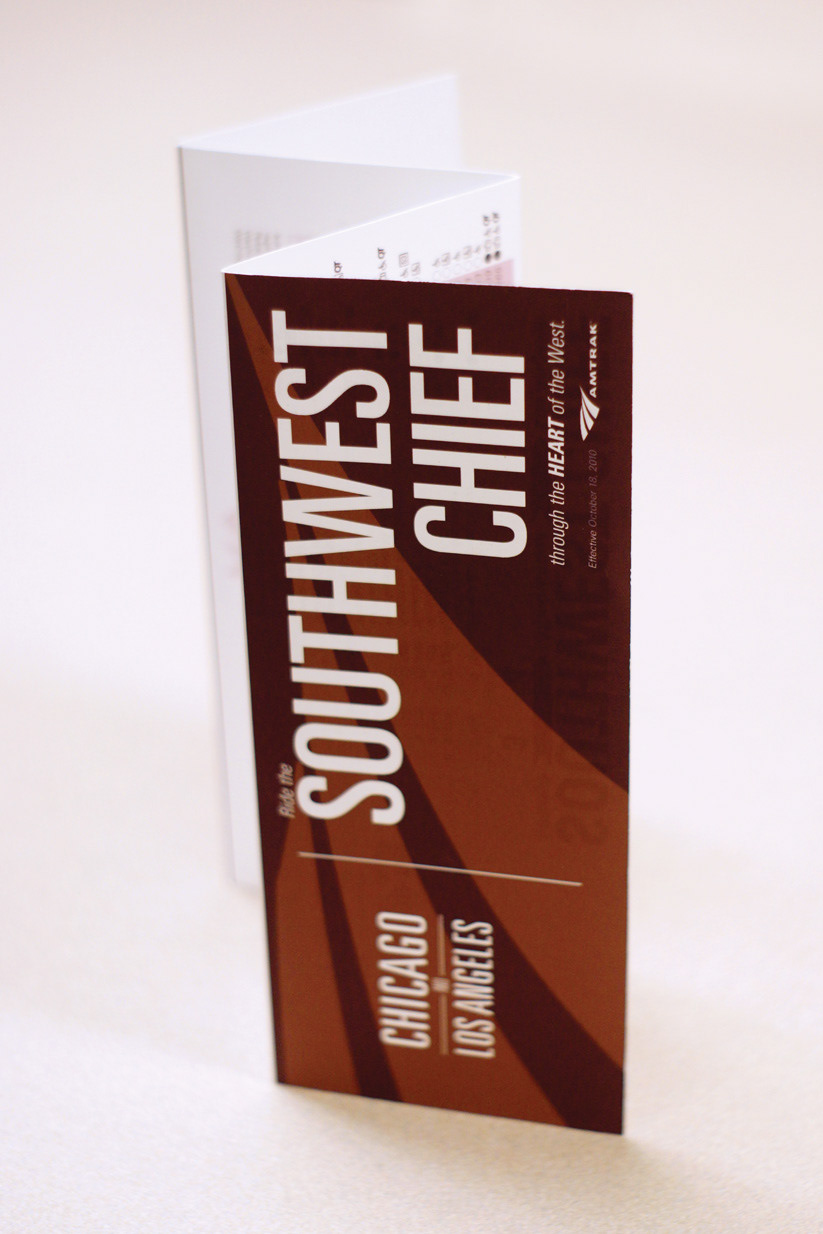 Ride the
SOUTHWEST
CHIEF
through the HEART of the West.
Effective October 18, 2010
AMTRAK
CHICAGO
LOS ANGELES